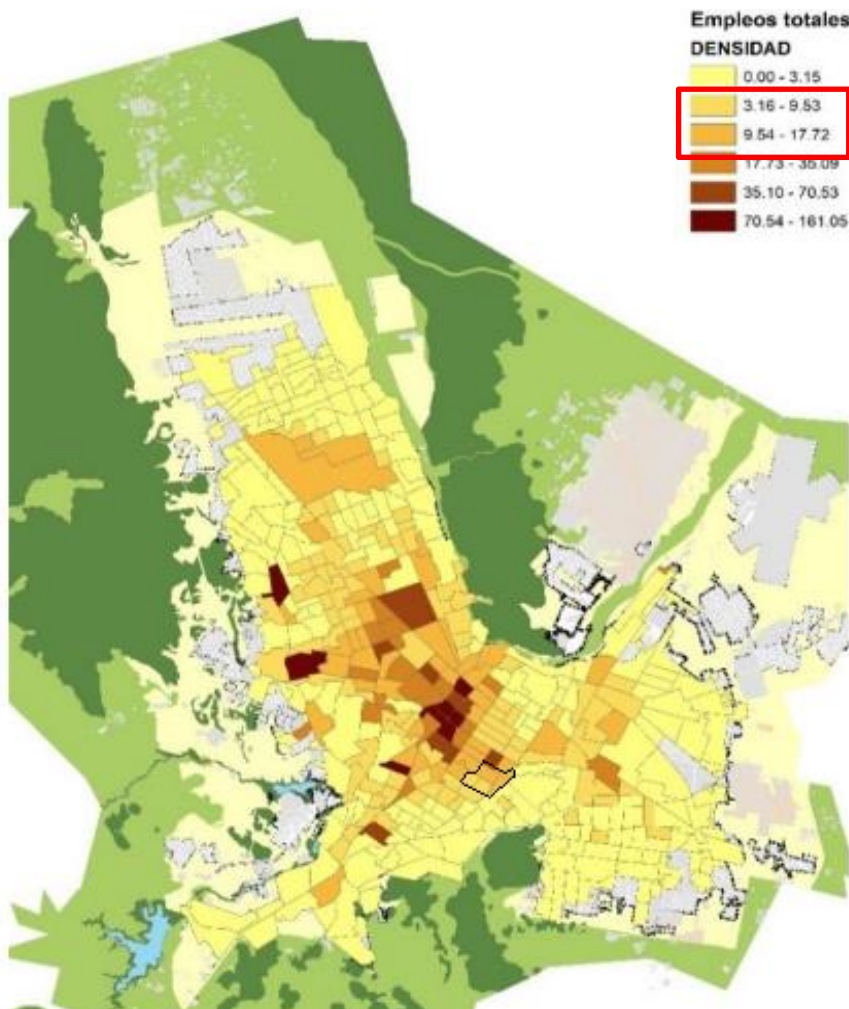 Empleos totales
DENSIDAD
0.00 - 3.15
3.16 - 9.53
9.54 - 17.72
17.73 - 35.09
35.10 - 70.53
70.54 - 161.05